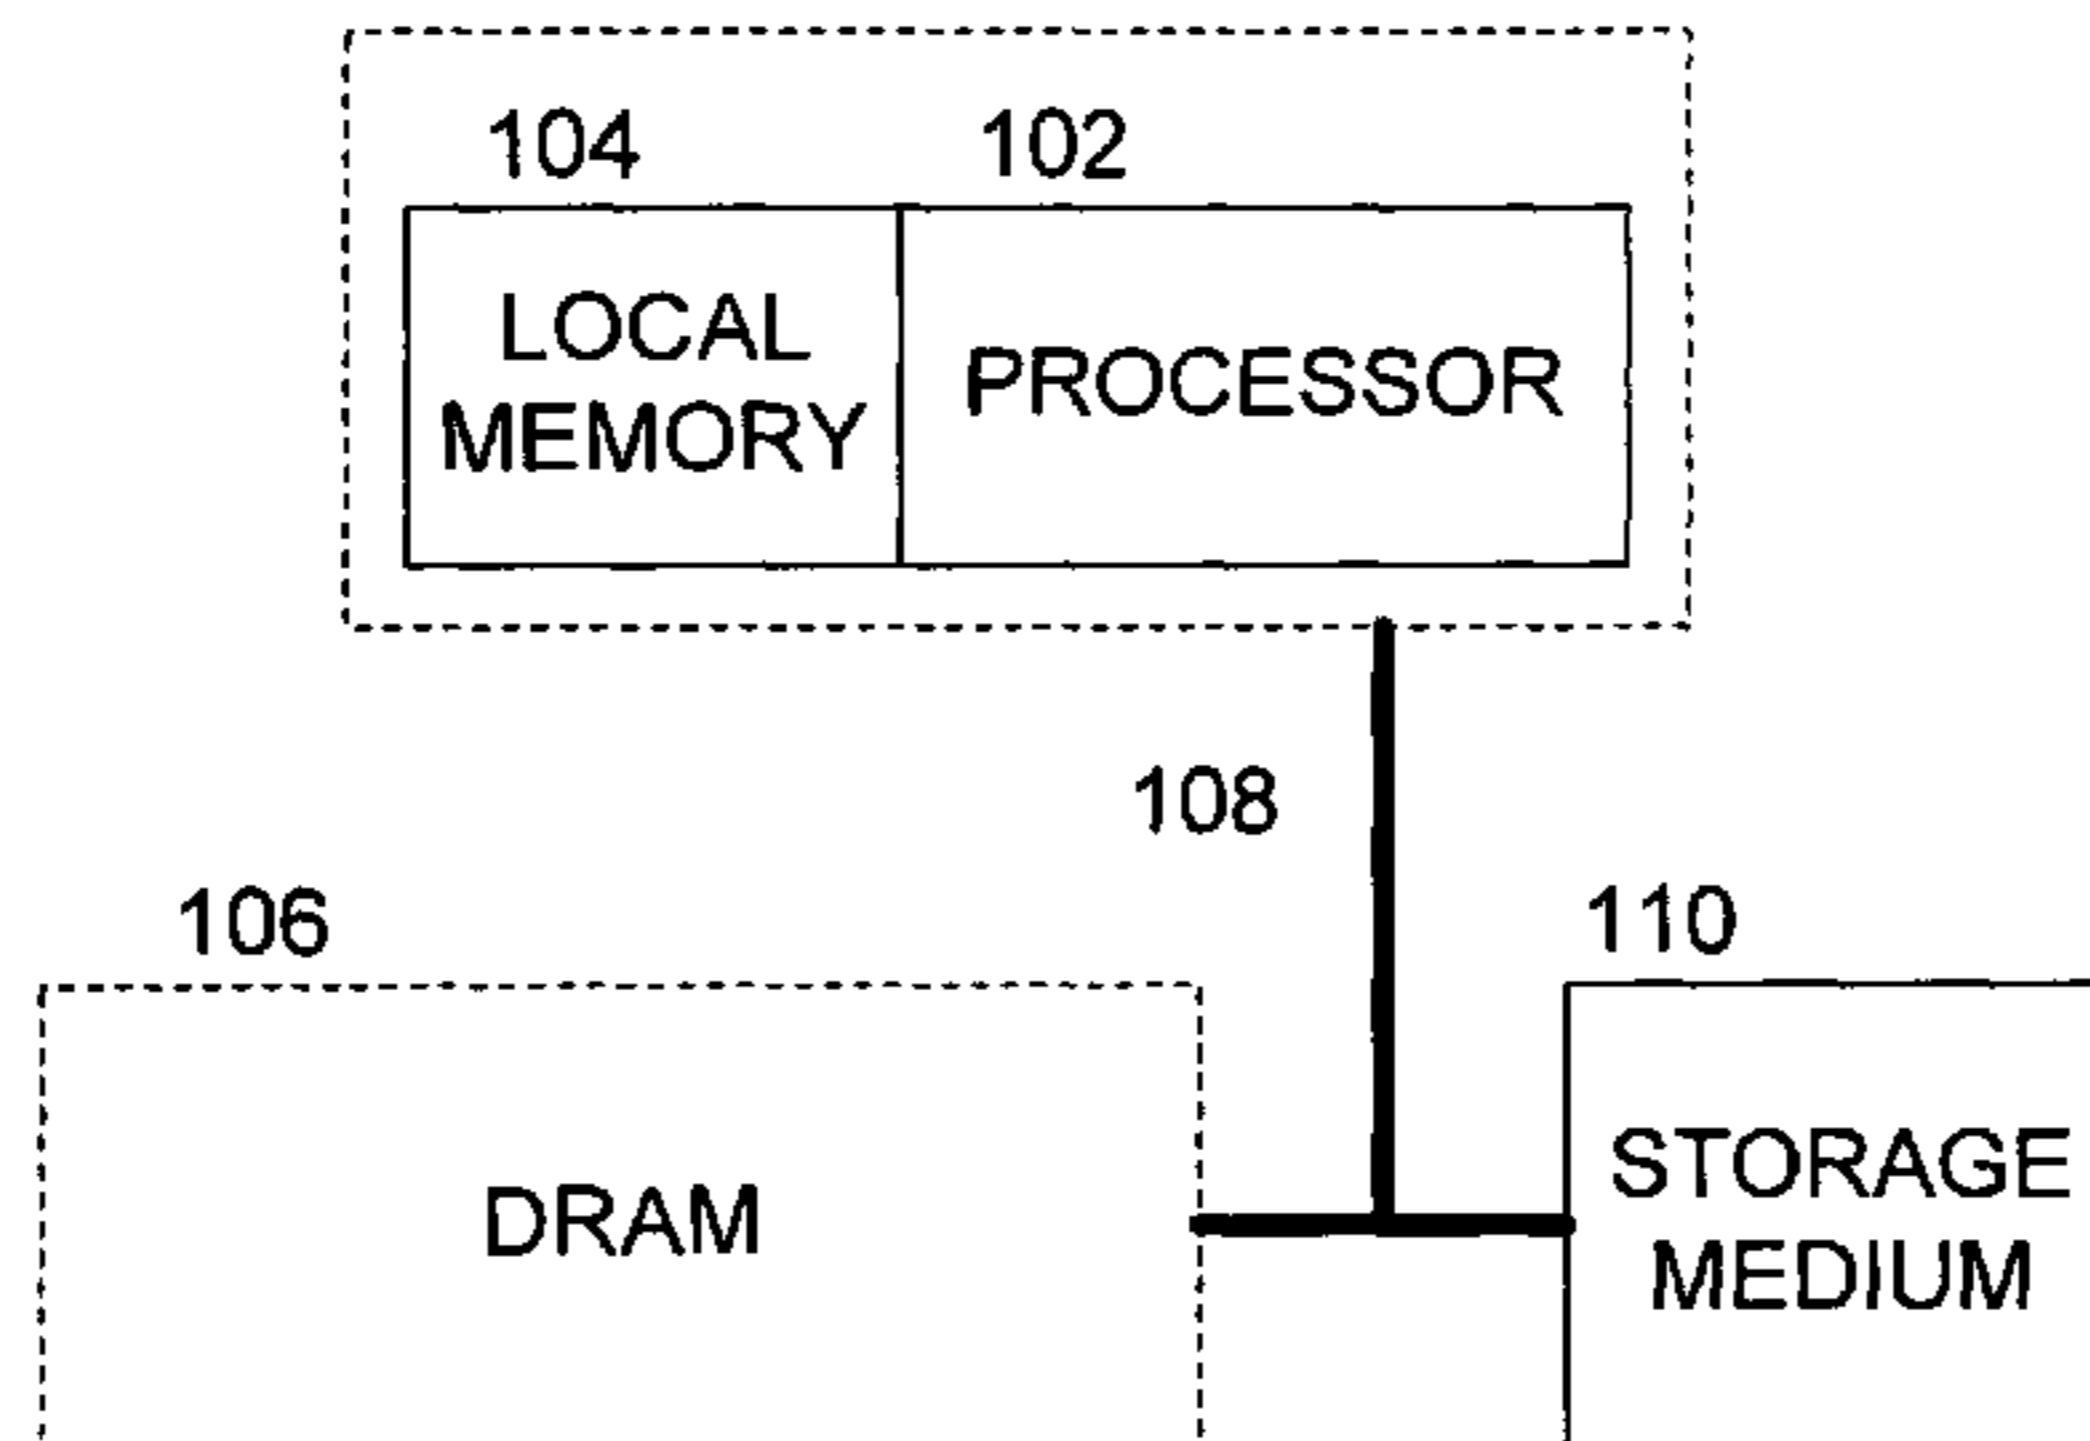 104 102
LOCAL
MEMORY
PROCESSOR
108
106
110
DRAM
STORAGE
MEDIUM